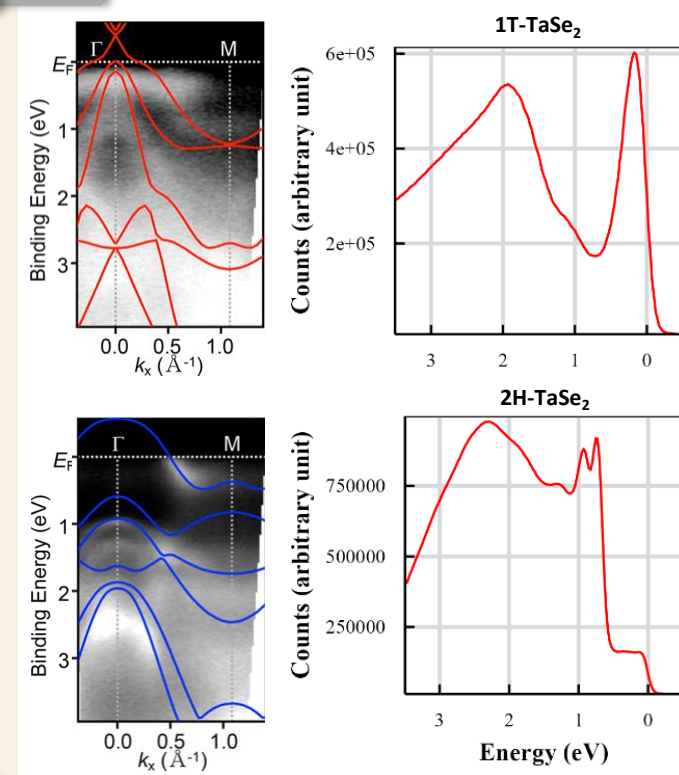 1T-TaSe₂
Γ M
E_F
1
2
3
Binding Energy (eV)
0.0 0.5 1.0
kₓ (Å⁻¹)
6e+05
4e+05
2e+05
Counts (arbitrary unit)
3 2 1 0
2H-TaSe₂
Γ M
E_F
1
2
3
Binding Energy (eV)
0.0 0.5 1.0
kₓ (Å⁻¹)
750000
500000
250000
Counts (arbitrary unit)
3 2 1 0
Energy (eV)